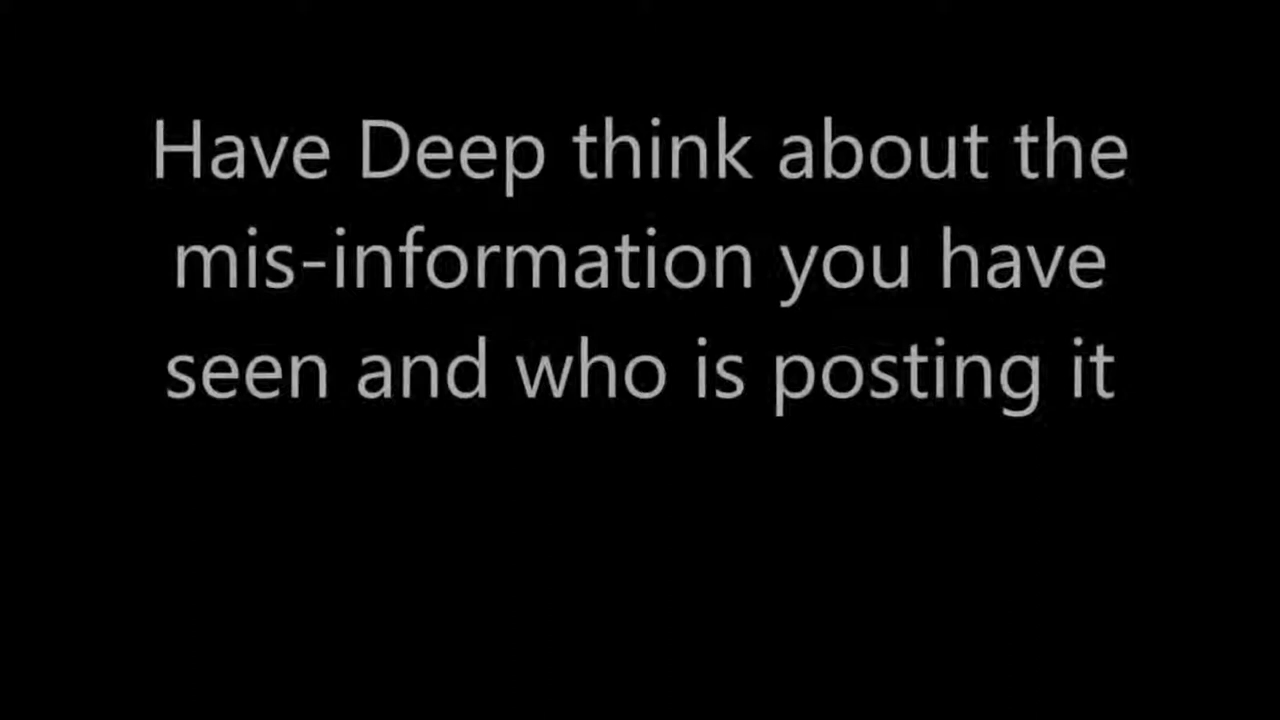 Have Deep think about the
mis-information you have
seen and who is posting it